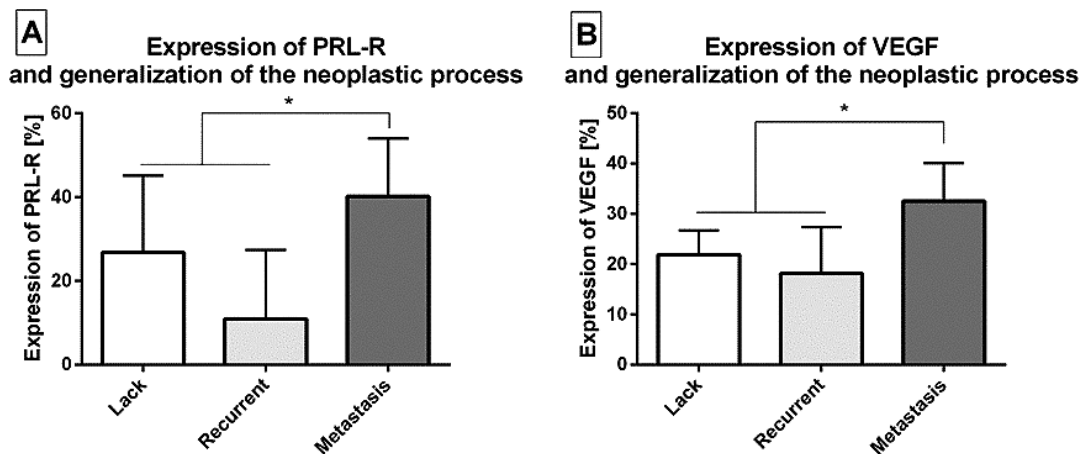 A
Expression of PRL-R
and generalization of the neoplastic process
*
Expression of PRL-R [%]
60
40
20
0
Lack
Recurrent
Metastasis
B
Expression of VEGF
and generalization of the neoplastic process
*
Expression of VEGF [%]
50
40
30
20
10
0
Lack
Recurrent
Metastasis